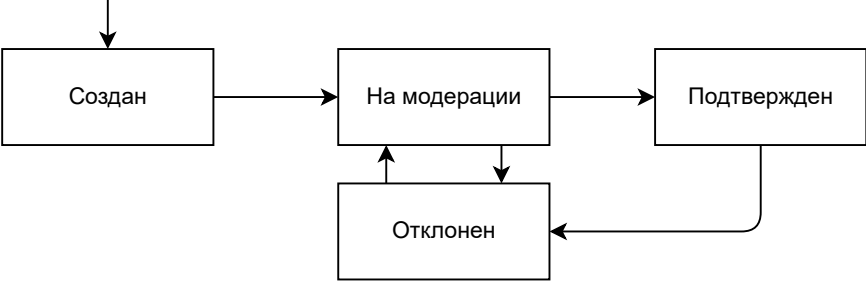 Создан
На модерации
Подтвержден
Отклонен